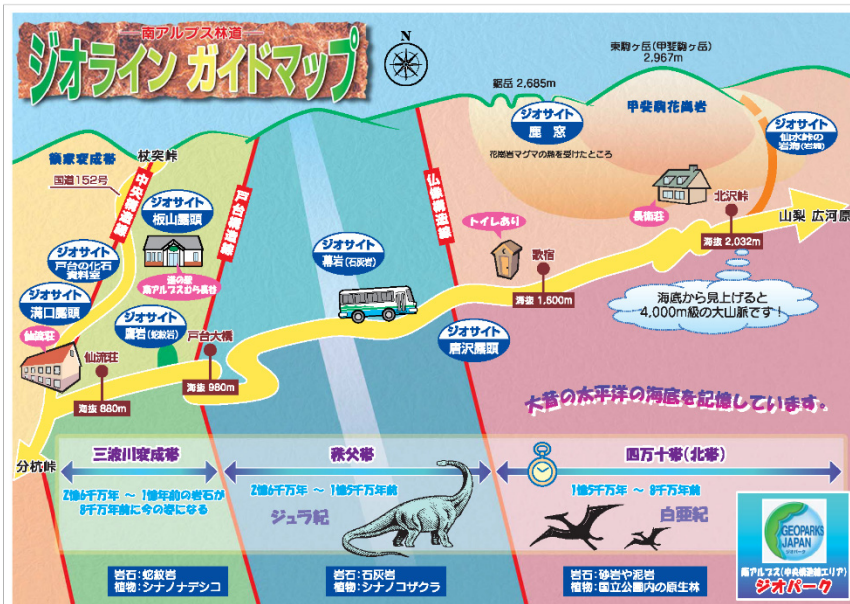 南アルプス林道
ジオライン ガイドマップ
N
東駒ヶ岳(甲斐駒ヶ岳)
2,967m
鋸岳 2,685m
甲斐駒花崗岩
ジオサイト
鹿窓
花崗岩マグマの熱を受けたところ
ジオサイト
仙水峠の
岩海(岩塊)
領家変成帯
杖突峠
国道152号
中央構造線
戸台構造線
仏像構造線
ジオサイト
板山露頭
ジオサイト
戸台の化石
資料室
道の駅
南アルプスむら長谷
ジオサイト
溝口露頭
ジオサイト
鷹岩(蛇紋岩)
ジオサイト
幕岩(石灰岩)
ジオサイト
唐沢露頭
トイレあり
歌宿
海抜 1,600m
長衛荘
北沢峠
海抜 2,032m
山梨 広河原
海底から見上げると
4,000m級の大山脈です!
仙流荘
仙流荘
海抜 880m
戸台大橋
海抜 980m
分杭峠
大昔の太平洋の海底を記憶しています。
三波川変成帯
2億6千万年 ~ 1億年前の岩石が
8千万年前に今の姿になる
秩父帯
2億6千万年 ~ 1億5千万年前
ジュラ紀
四万十帯(北帯)
1億5千万年 ~ 8千万年前
白亜紀
岩石:蛇紋岩
植物:シナノナデシコ
岩石:石灰岩
植物:シナノコザクラ
岩石:砂岩や泥岩
植物:国立公園内の原生林
GEOPARKS
JAPAN
ジオパーク
南アルプス(中央構造線エリア)
ジオパーク